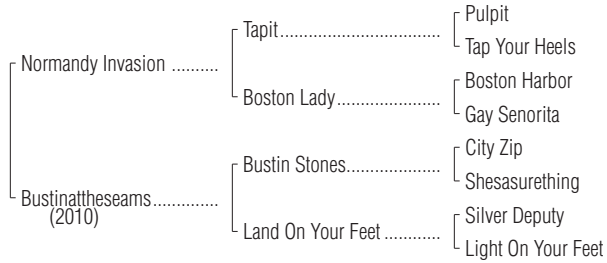 Pulpit
Tapit
Tap Your Heels
Normandy Invasion
Boston Harbor
Boston Lady
Gay Senorita
City Zip
Bustin Stones
Shesasurething
Bustinattheseams
(2010)
Silver Deputy
Land On Your Feet
Light On Your Feet